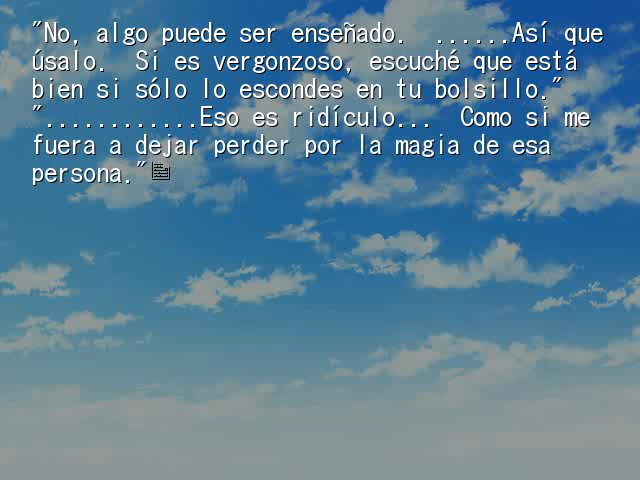 "No, algo puede ser enseñado.  ......Así que
úsalo.  Si es vergonzoso, escuché que está
bien si sólo lo escondes en tu bolsillo."
"............Eso es ridículo...  Como si me
fuera a dejar perder por la magia de esa
persona."